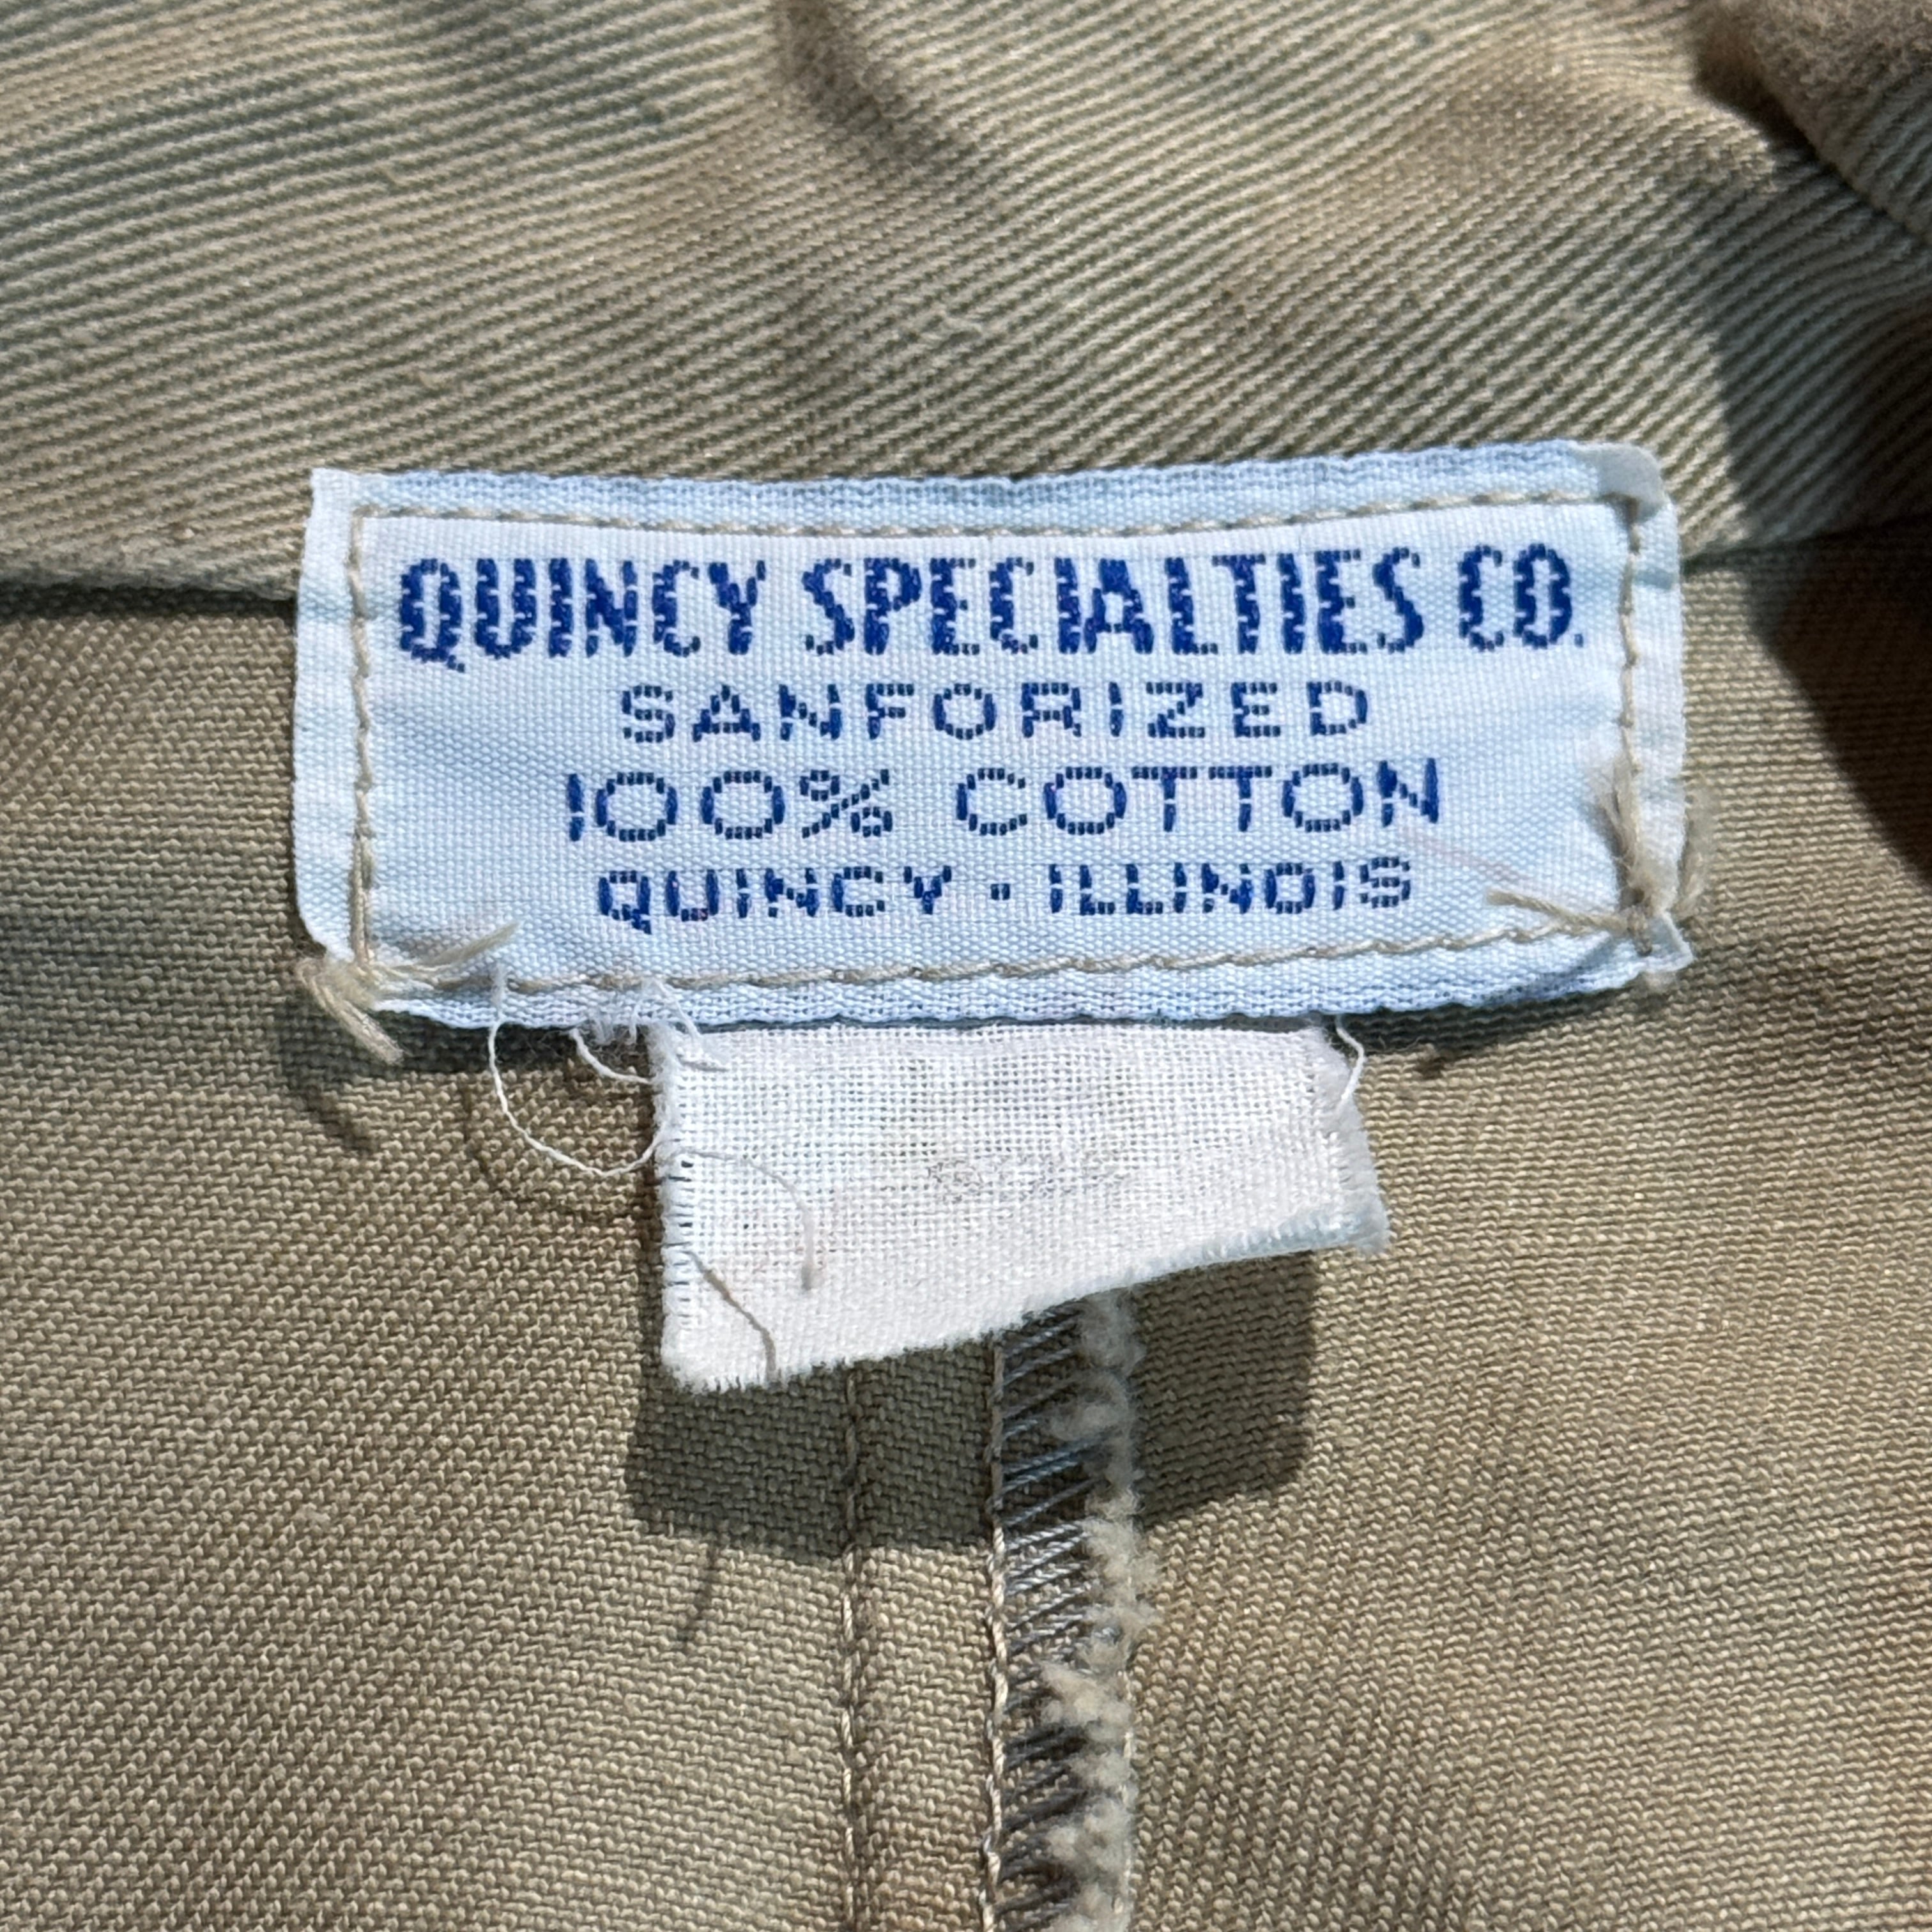 QUINCY SPECIALTIES CO.
SANFORIZED
100% COTTON
QUINCY · ILLINOIS